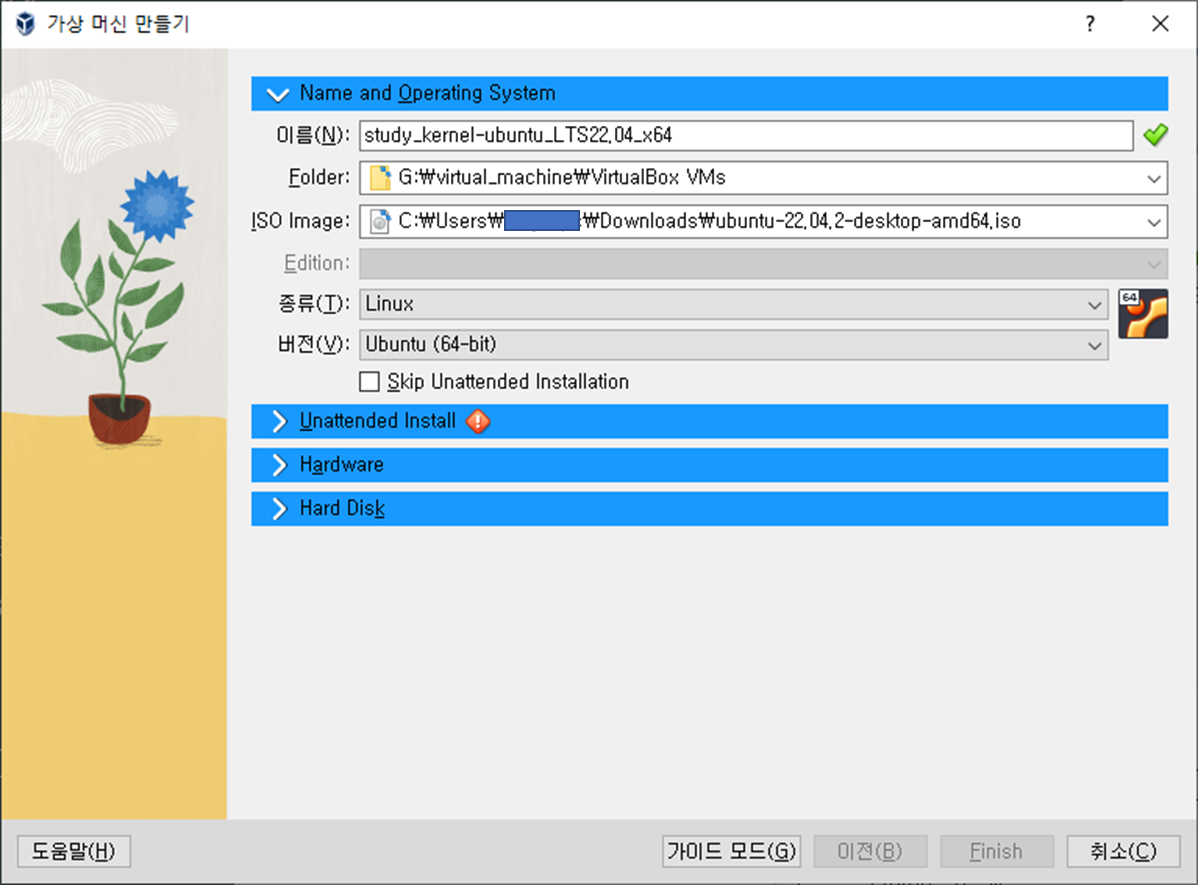 가상 머신 만들기 ?
Name and Operating System
이름(N): study_kernel-ubuntu_LTS22.04_x64
Folder: G:₩virtual_machine₩VirtualBox VMs
ISO Image: C:₩Users₩ ₩Downloads₩ubuntu-22.04.2-desktop-amd64.iso
Edition:
종류(T): Linux
64
버전(V): Ubuntu (64-bit)
Skip Unattended Installation
Unattended Install
Hardware
Hard Disk
도움말(H) 가이드 모드(G) 이전(B) Finish 취소(C)